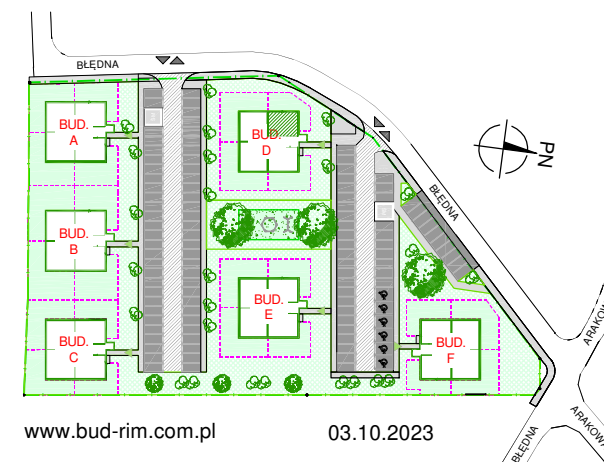 BŁĘDNA
BUD.
A
BUD.
D
PN
BŁĘDNA
BUD.
B
BUD.
E
BUD.
C
BUD.
F
ARAKOW
ARAKOWA
BŁĘDNA
www.bud-rim.com.pl
03.10.2023